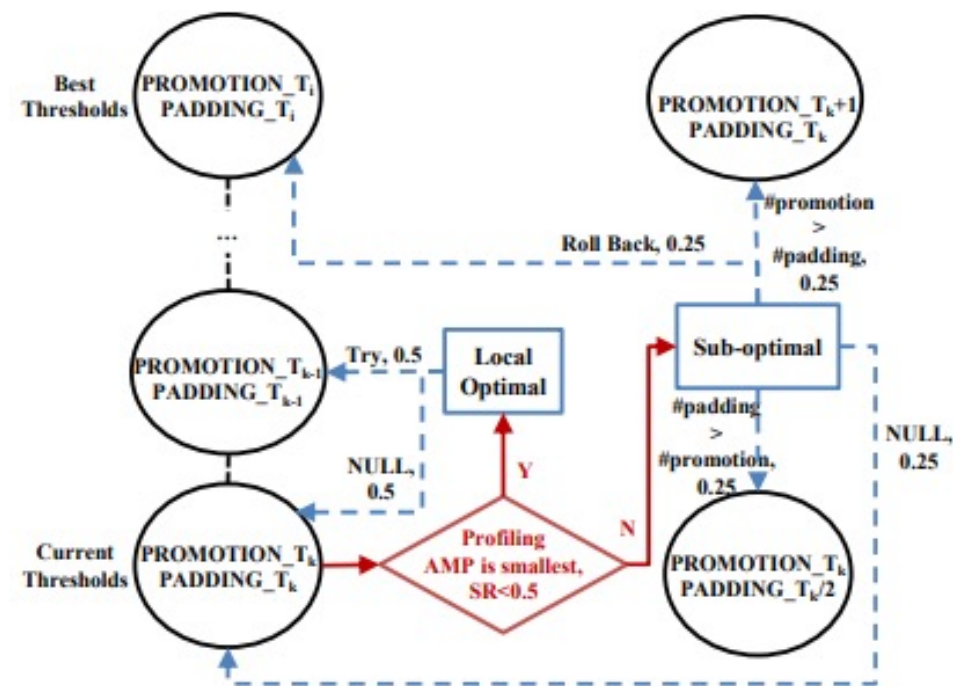 Best
Thresholds
PROMOTION_Tᵢ
PADDING_Tᵢ
PROMOTION_Tₖ+1
PADDING_Tₖ
...
Roll Back, 0.25
#promotion
>
#padding,
0.25
PROMOTION_Tₖ₋₁
PADDING_Tₖ₋₁
Try, 0.5
Local
Optimal
Sub-optimal
NULL,
0.5
Y
N
#padding
>
#promotion,
0.25
NULL,
0.25
Current
Thresholds
PROMOTION_Tₖ
PADDING_Tₖ
Profiling
AMP is smallest,
SR<0.5
PROMOTION_Tₖ
PADDING_Tₖ/2